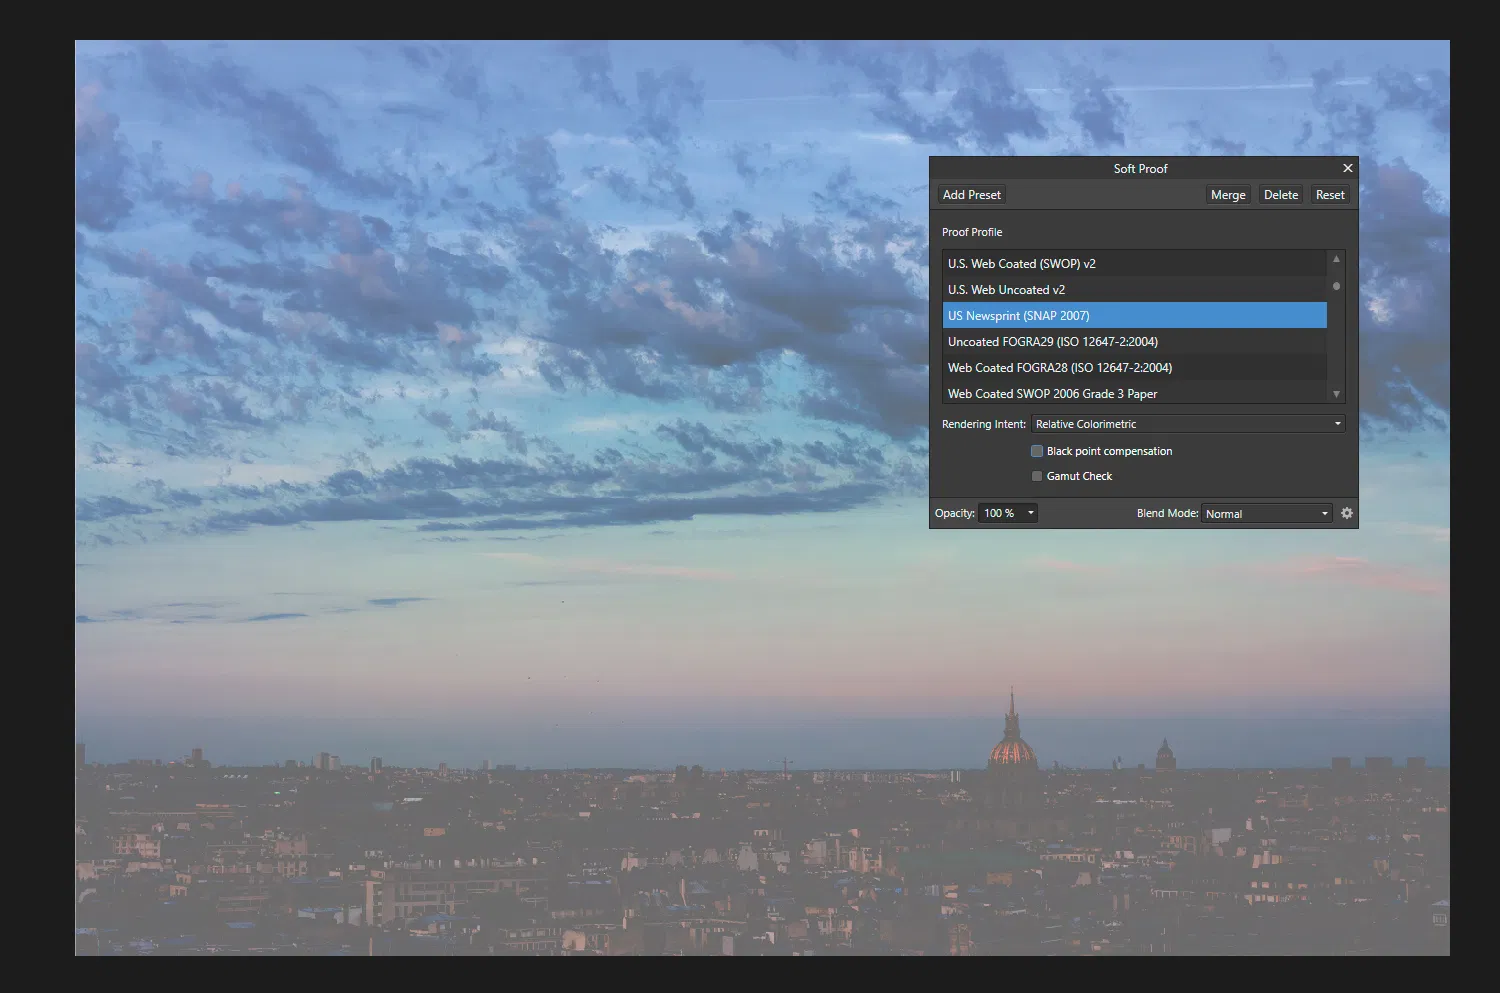 Soft Proof
Add Preset Merge Delete Reset
Proof Profile
U.S. Web Coated (SWOP) v2
U.S. Web Uncoated v2
US Newsprint (SNAP 2007)
Uncoated FOGRA29 (ISO 12647-2:2004)
Web Coated FOGRA28 (ISO 12647-2:2004)
Web Coated SWOP 2006 Grade 3 Paper
Rendering Intent: Relative Colorimetric
Black point compensation
Gamut Check
Opacity: 100 % Blend Mode: Normal